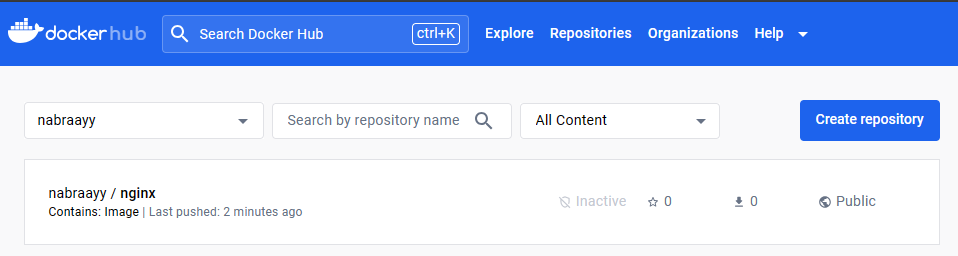 docker hub Search Docker Hub ctrl+K Explore Repositories Organizations Help
nabraayy Search by repository name All Content Create repository
nabraayy / nginx
Inactive 0 0 Public
Contains: Image | Last pushed: 2 minutes ago